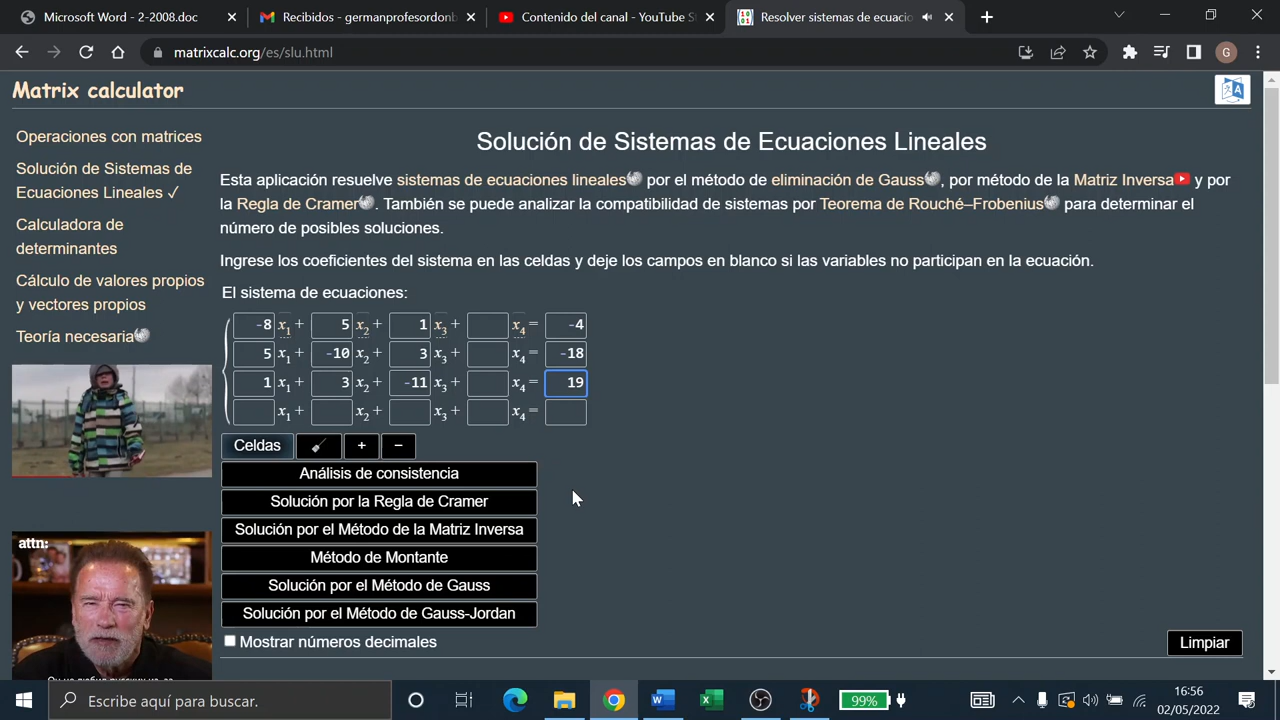 Microsoft Word - 2-2008.doc
Recibidos - germanprofesordonb
Contenido del canal - YouTube S
Resolver sistemas de ecuacio
matrixcalc.org/es/slu.html
G
Matrix calculator
Operaciones con matrices
Solución de Sistemas de
Ecuaciones Lineales ✓
Calculadora de
determinantes
Cálculo de valores propios
y vectores propios
Teoría necesaria
attn:
Solución de Sistemas de Ecuaciones Lineales
Esta aplicación resuelve sistemas de ecuaciones lineales por el método de eliminación de Gauss, por método de la Matriz Inversa y por
la Regla de Cramer. También se puede analizar la compatibilidad de sistemas por Teorema de Rouché–Frobenius para determinar el
número de posibles soluciones.
Ingrese los coeficientes del sistema en las celdas y deje los campos en blanco si las variables no participan en la ecuación.
El sistema de ecuaciones:
-8 x1+ 5 x2+ 1 x3+ x4= -4
5 x1+ -10 x2+ 3 x3+ x4= -18
1 x1+ 3 x2+ -11 x3+ x4= 19
x1+ x2+ x3+ x4=
Celdas + −
Análisis de consistencia
Solución por la Regla de Cramer
Solución por el Método de la Matriz Inversa
Método de Montante
Solución por el Método de Gauss
Solución por el Método de Gauss-Jordan
Mostrar números decimales
Limpiar
Escribe aquí para buscar.
99%
16:56
02/05/2022